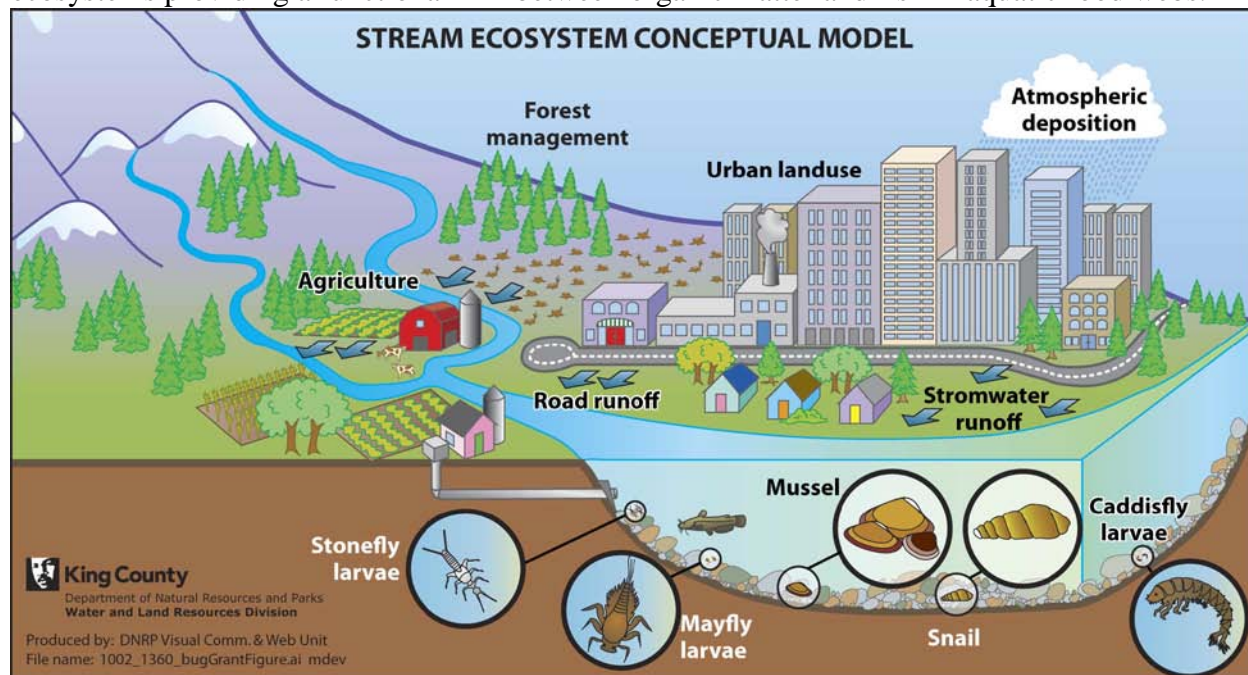 STREAM ECOSYSTEM CONCEPTUAL MODEL
Atmospheric
deposition
Forest
management
Urban landuse
Agriculture
Road runoff
Stromwater
runoff
Mussel
Caddisfly
larvae
Stonefly
larvae
Mayfly
larvae
Snail
King County
Department of Natural Resources and Parks
Water and Land Resources Division
Produced by: DNRP Visual Comm. & Web Unit
File name: 1002_1360_bugGrantFigure.ai mdev